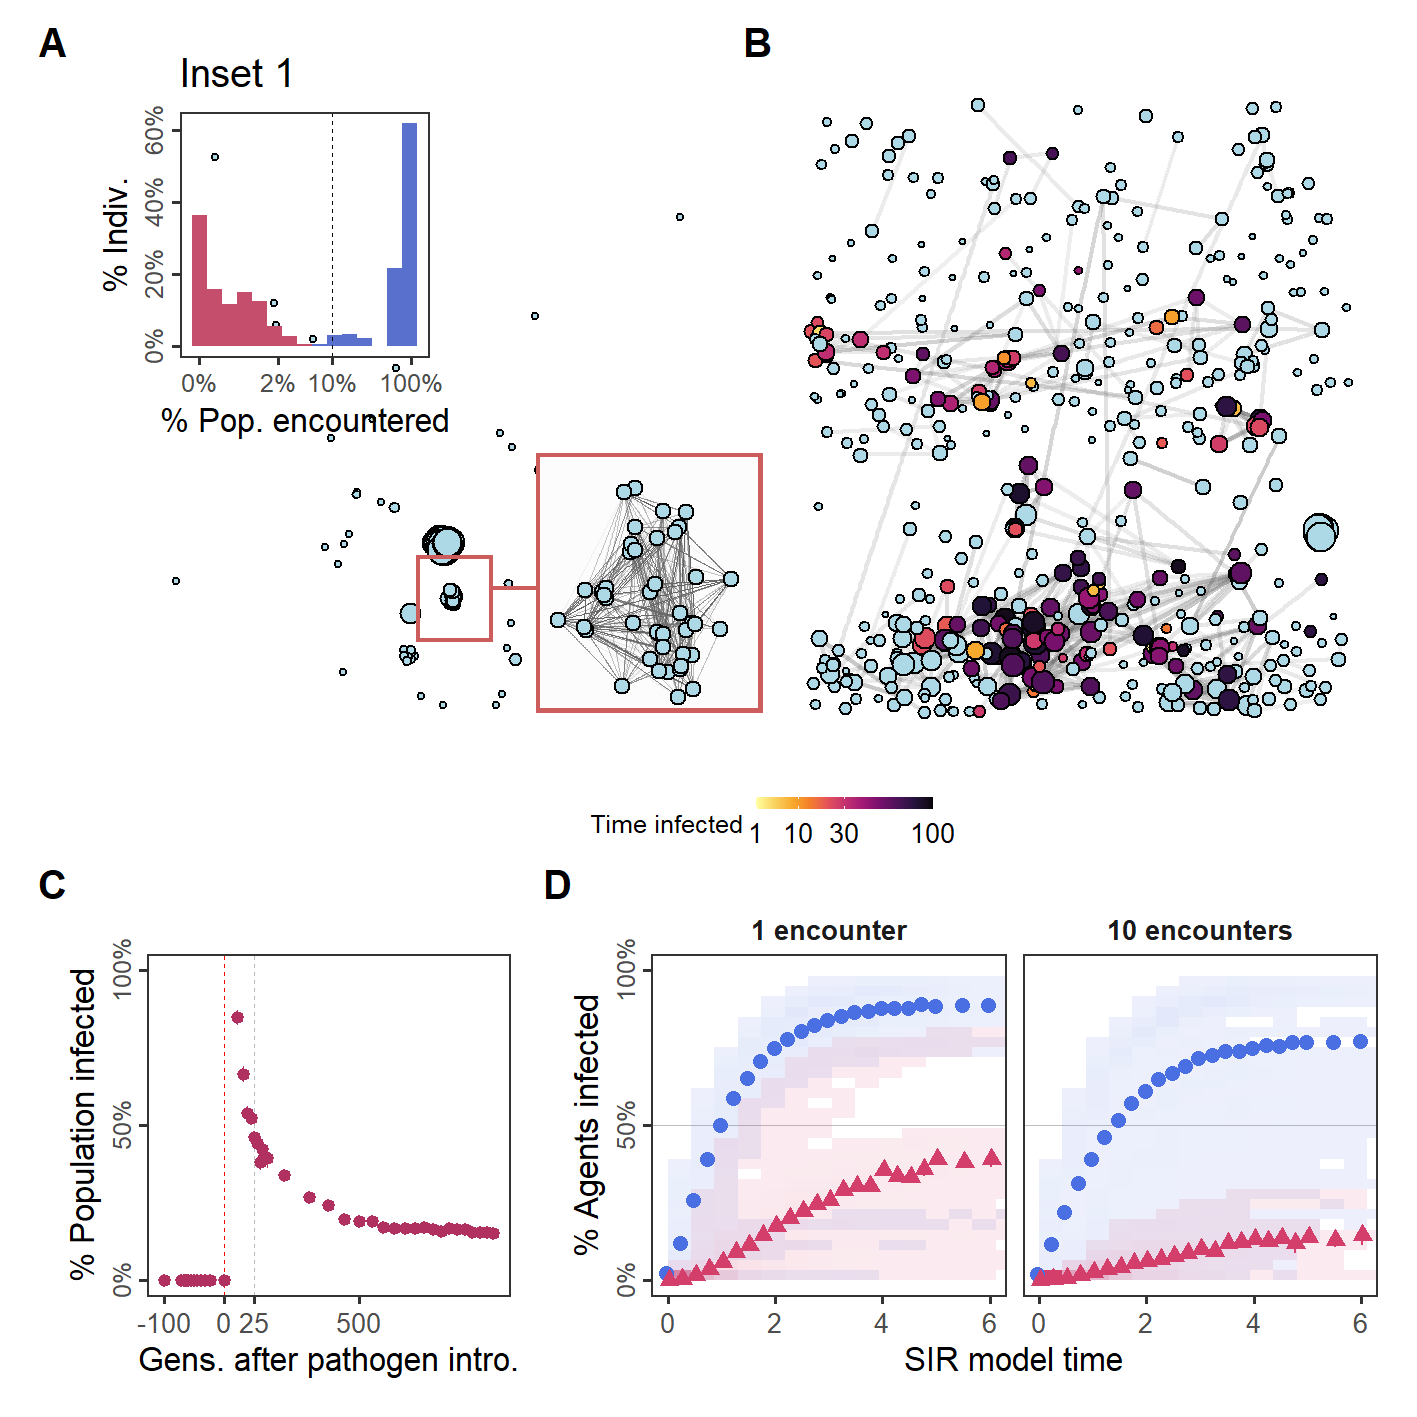 A
B
Inset 1
% Indiv.
0%
20%
40%
60%
0%
2%
10%
100%
% Pop. encountered
Time infected
1
10
30
100
C
D
% Population infected
0%
50%
100%
-100
0
25
500
Gens. after pathogen intro.
1 encounter
10 encounters
% Agents infected
0%
50%
100%
0
2
4
6
0
2
4
6
SIR model time